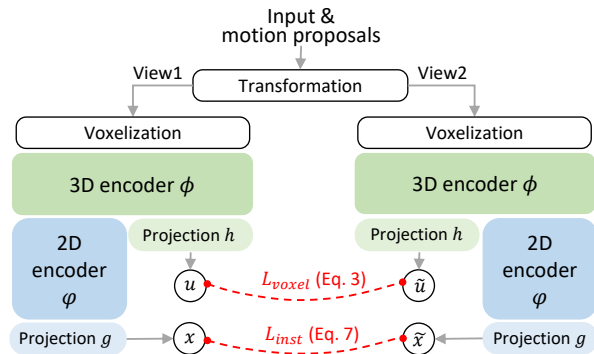 Input &
motion proposals
View1
View2
Transformation
Voxelization
Voxelization
3D encoder ϕ
3D encoder ϕ
2D
encoder
φ
Projection h
Projection h
2D
encoder
φ
u
L_voxel (Eq. 3)
ũ
Projection g
x
L_inst (Eq. 7)
x̃
Projection g